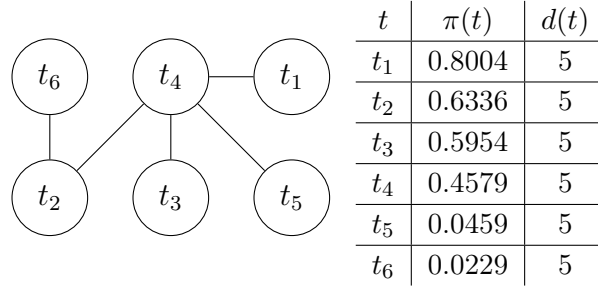 t₆ t₄ t₁
t₂ t₃ t₅
t π(t) d(t)
t₁ 0.8004 5
t₂ 0.6336 5
t₃ 0.5954 5
t₄ 0.4579 5
t₅ 0.0459 5
t₆ 0.0229 5